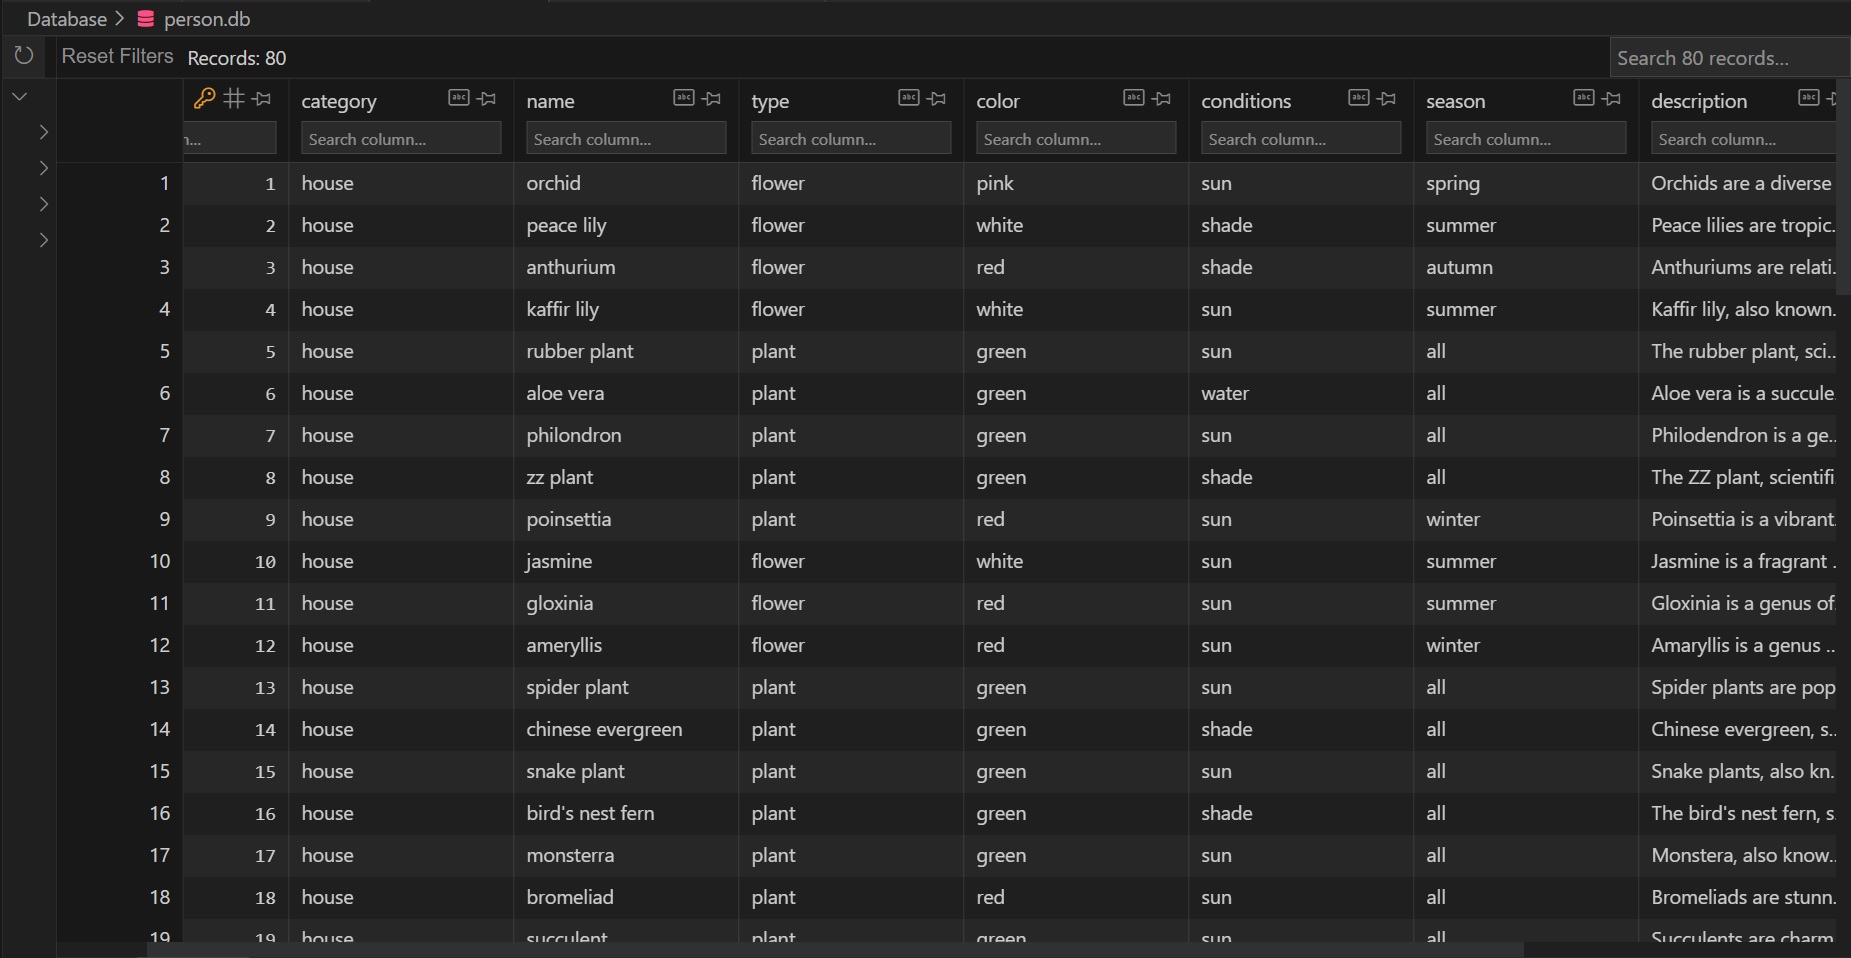 Database > person.db
Reset Filters Records: 80 Search 80 records...
category name type color conditions season description
n... Search column... Search column... Search column... Search column... Search column... Search column... Search column...
1 1 house orchid flower pink sun spring Orchids are a diverse
2 2 house peace lily flower white shade summer Peace lilies are tropic.
3 3 house anthurium flower red shade autumn Anthuriums are relati.
4 4 house kaffir lily flower white sun summer Kaffir lily, also known.
5 5 house rubber plant plant green sun all The rubber plant, sci..
6 6 house aloe vera plant green water all Aloe vera is a succule.
7 7 house philondron plant green sun all Philodendron is a ge..
8 8 house zz plant plant green shade all The ZZ plant, scientifi
9 9 house poinsettia plant red sun winter Poinsettia is a vibrant.
10 10 house jasmine flower white sun summer Jasmine is a fragrant .
11 11 house gloxinia flower red sun summer Gloxinia is a genus of.
12 12 house ameryllis flower red sun winter Amaryllis is a genus ..
13 13 house spider plant plant green sun all Spider plants are pop
14 14 house chinese evergreen plant green shade all Chinese evergreen, s..
15 15 house snake plant plant green sun all Snake plants, also kn.
16 16 house bird's nest fern plant green shade all The bird's nest fern, s
17 17 house monsterra plant green sun all Monstera, also know..
18 18 house bromeliad plant red sun all Bromeliads are stunn.
19 19 house succulent plant green sun all Succulents are charm